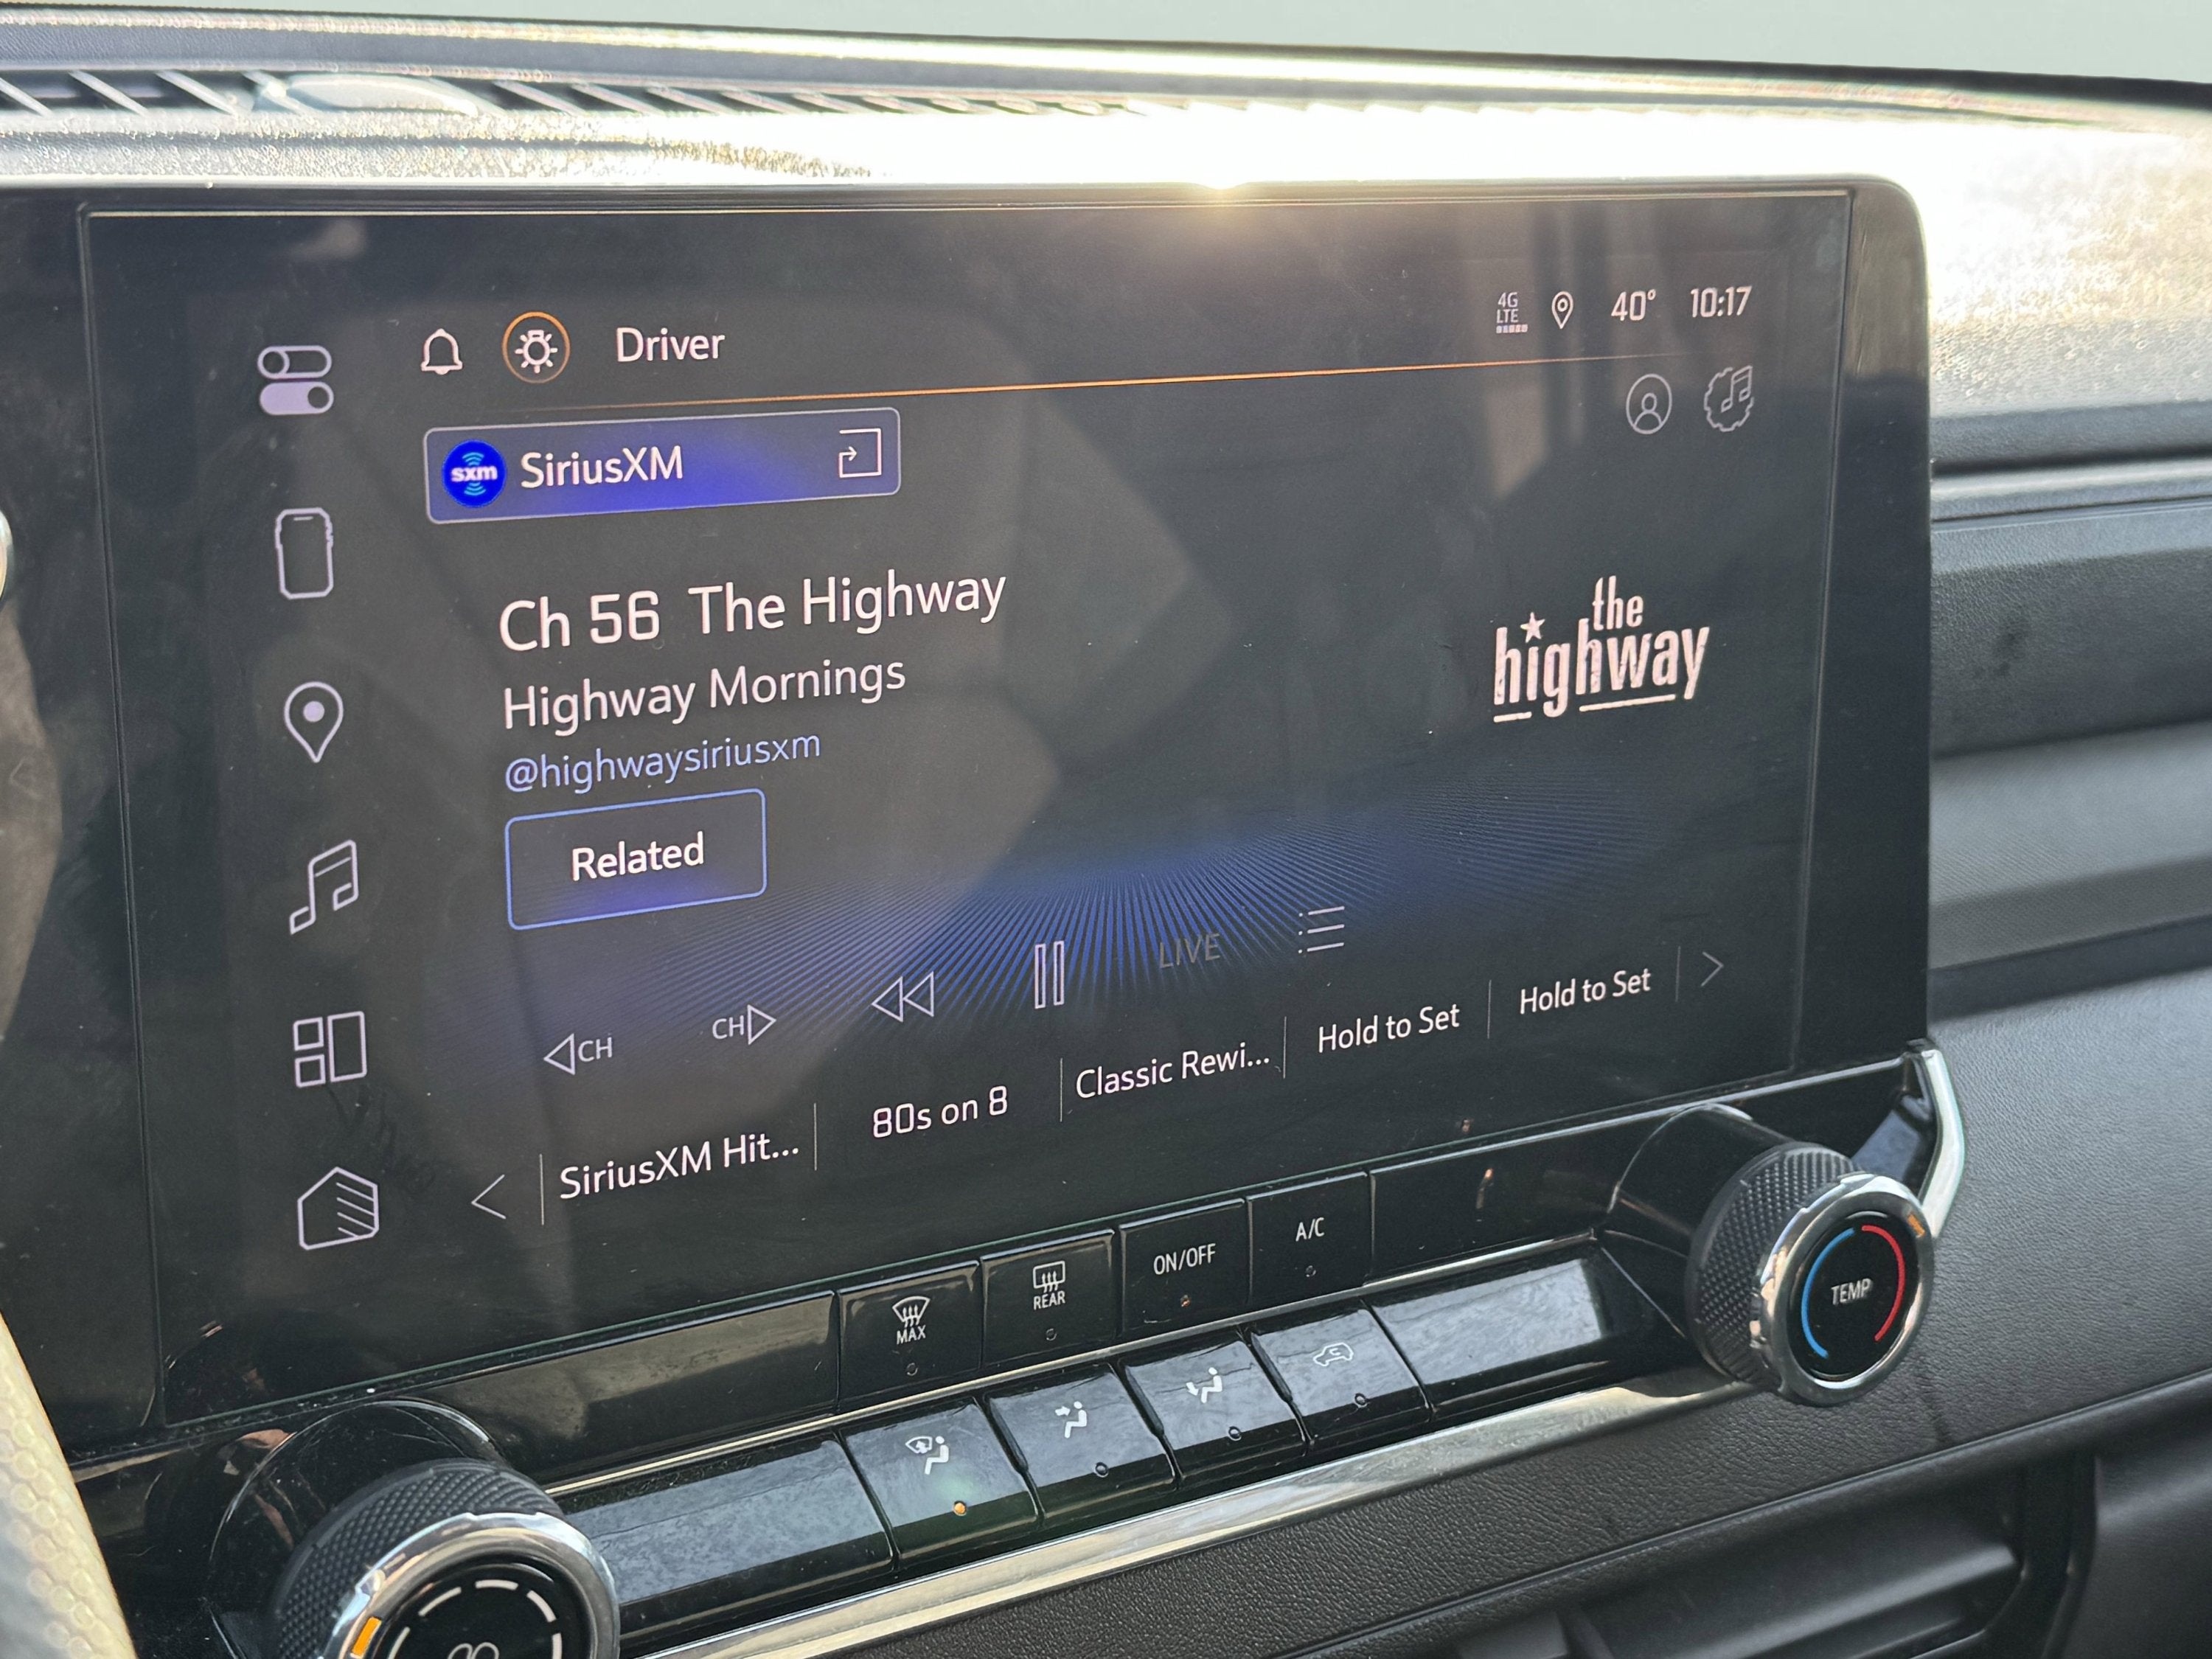 Driver
4G
LTE
40°
10:17
sxm
SiriusXM
Ch 56 The Highway
Highway Mornings
@highwaysiriusxm
Related
the
highway
CH
CH
LIVE
SiriusXM Hit...
80s on 8
Classic Rewi...
Hold to Set
Hold to Set
MAX
REAR
ON/OFF
A/C
TEMP